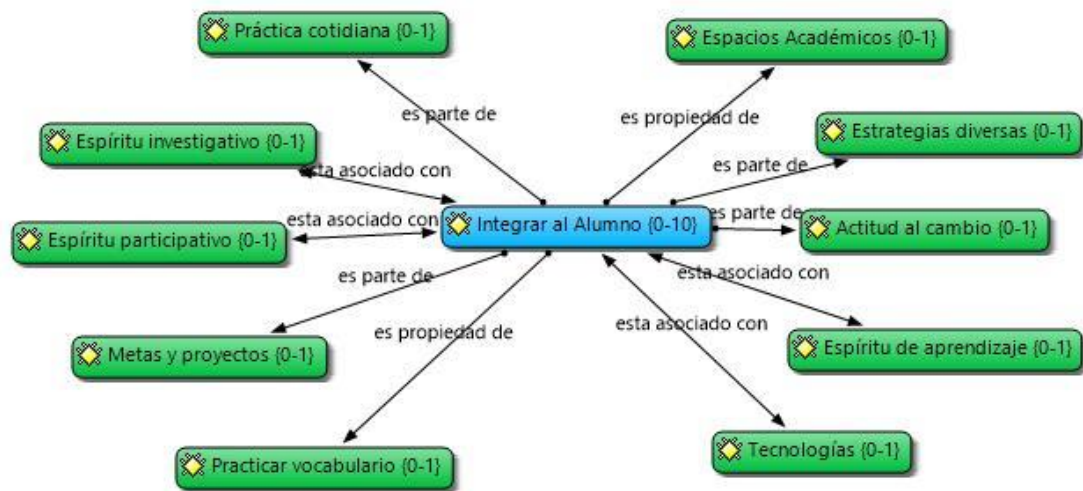 Práctica cotidiana {0-1}
Espacios Académicos {0-1}
es parte de
es propiedad de
Estrategias diversas {0-1}
Espíritu investigativo {0-1}
es parte de
esta asociado con
esta asociado con
Integrar al Alumno {0-10}
es parte de
Actitud al cambio {0-1}
Espíritu participativo {0-1}
es parte de
esta asociado con
es propiedad de
esta asociado con
Metas y proyectos {0-1}
Espíritu de aprendizaje {0-1}
Practicar vocabulario {0-1}
Tecnologías {0-1}